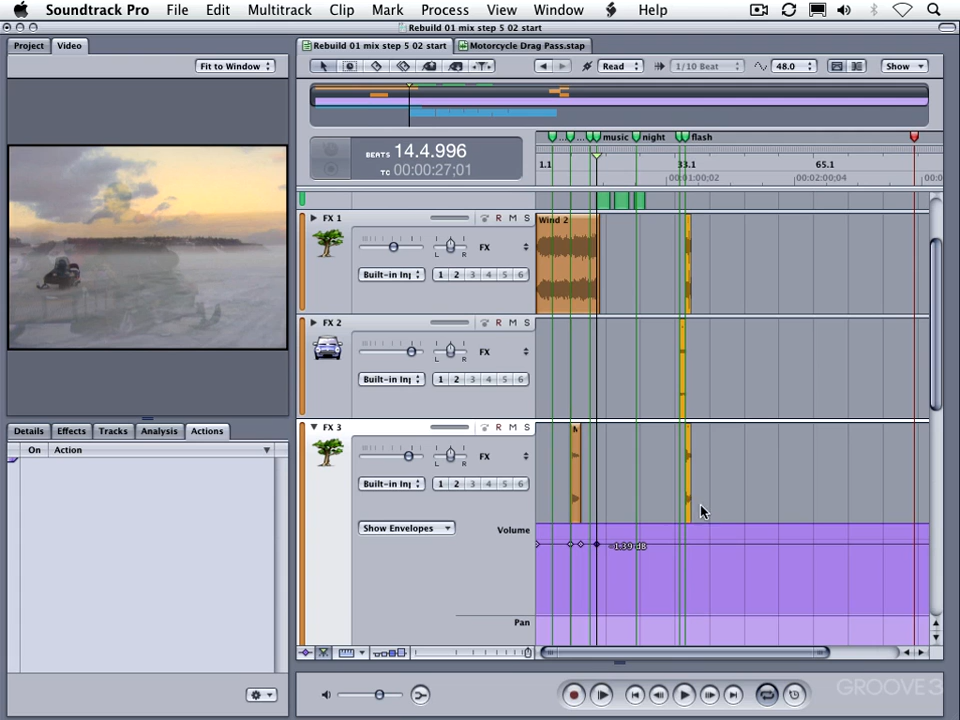 Soundtrack Pro File Edit Multitrack Clip Mark Process View Window Help
Rebuild 01 mix step 5 02 start
Project Video
Rebuild 01 mix step 5 02 start Motorcycle Drag Pass.stap
Fit to Window
Read 1/10 Beat 48.0 Show
BEATS 14.4.996
TC 00:00:27;01
... ... music night flash
1.1 33.1 65.1
00:01:00;02 00:02:00;04 00:0
FX 1 R M S
Wind 2
L R FX
Built-in Inp 1 2 3 4 5 6
FX 2 R M S
L R FX
Built-in Inp 1 2 3 4 5 6
FX 3 R M S
L R FX
Built-in Inp 1 2 3 4 5 6
Show Envelopes Volume
-1.39 dB
Pan
Details Effects Tracks Analysis Actions
On Action
GROOVE 3